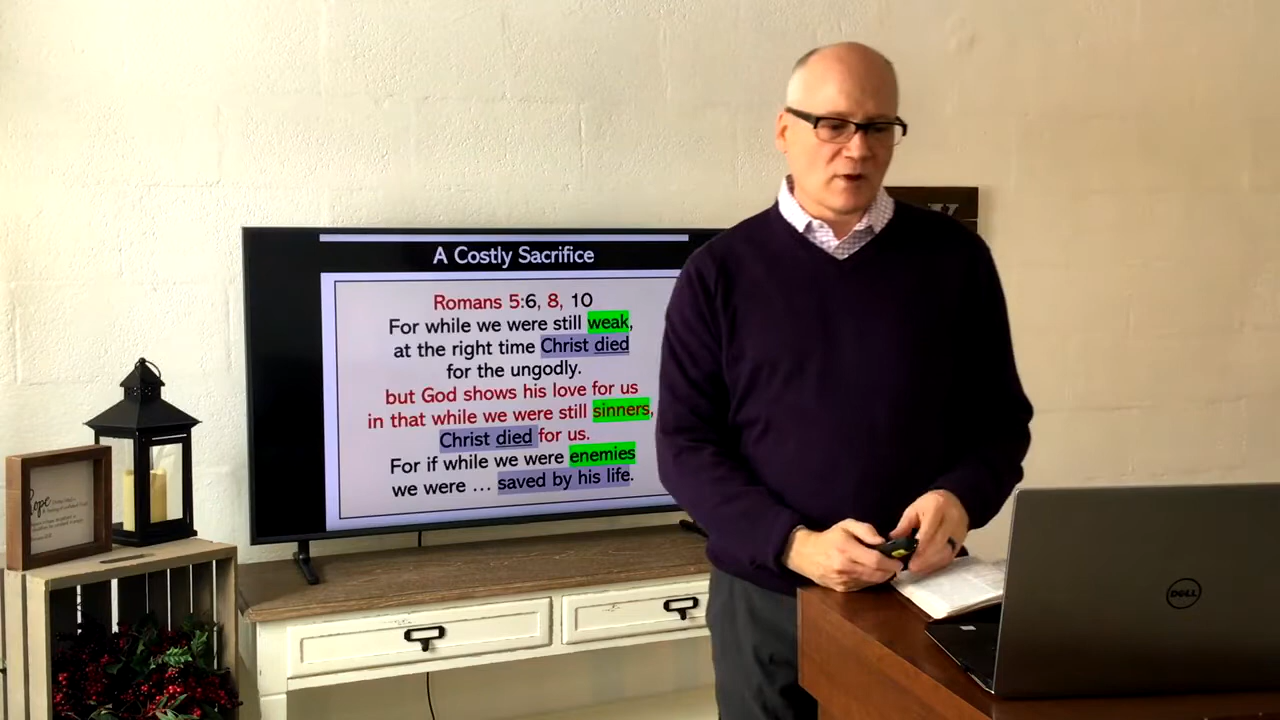 A Costly Sacrifice
Romans 5:6, 8, 10
For while we were still weak,
at the right time Christ died
for the ungodly.
but God shows his love for us
in that while we were still sinners,
Christ died for us.
For if while we were enemies
we were … saved by his life.
DELL